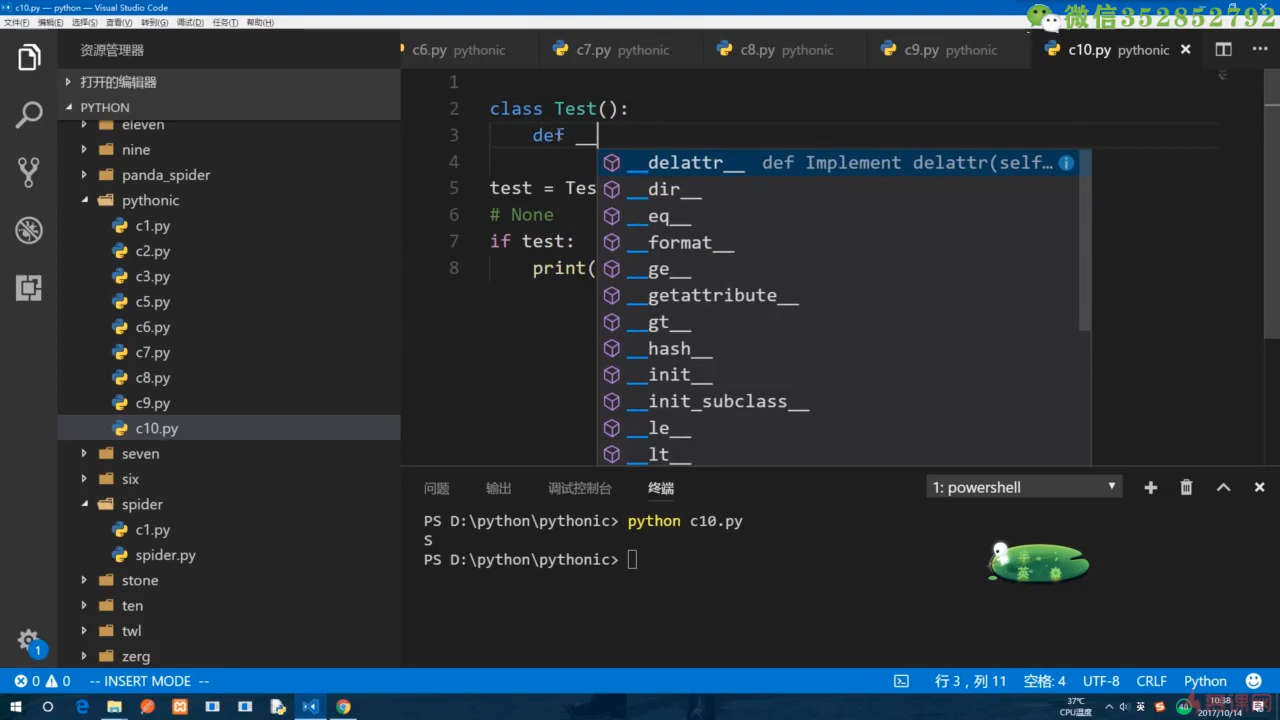 c10.py — python — Visual Studio Code
文件(F) 编辑(E) 选择(S) 查看(V) 转到(G) 调试(D) 任务(T) 帮助(H)
微信352852792
资源管理器
c6.py pythonic c7.py pythonic c8.py pythonic c9.py pythonic c10.py pythonic
打开的编辑器
PYTHON
eleven
nine
panda_spider
pythonic
c1.py
c2.py
c3.py
c5.py
c6.py
c7.py
c8.py
c9.py
c10.py
seven
six
spider
c1.py
spider.py
stone
ten
twl
zerg
1
1
2 class Test():
3 def __
4
5 test = Tes
6 # None
7 if test:
8 print(
__delattr__ def Implement delattr(self…
__dir__
__eq__
__format__
__ge__
__getattribute__
__gt__
__hash__
__init__
__init_subclass__
__le__
__lt__
问题 输出 调试控制台 终端 1: powershell
PS D:\python\pythonic> python c10.py
S
PS D:\python\pythonic>
半
英
0 0 -- INSERT MODE -- 行 3，列 11 空格: 4 UTF-8 CRLF Python
37℃
CPU温度
英
10:38
2017/10/14